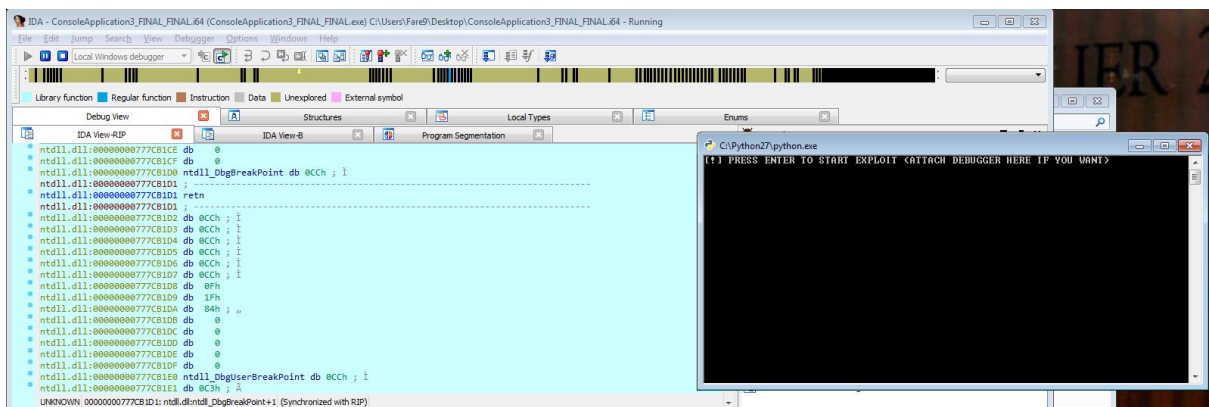 IDA - ConsoleApplication3_FINAL_FINAL.i64 (ConsoleApplication3_FINAL_FINAL.exe) C:\Users\Fare9\Desktop\ConsoleApplication3_FINAL_FINAL.i64 - Running
File Edit Jump Search View Debugger Options Windows Help
Local Windows debugger
Library function Regular function Instruction Data Unexplored External symbol
Debug View Structures Local Types Enums
IDA View-RIP IDA View-8 Program Segmentation
ntdll.dll:00000000777CB1CE db 0
ntdll.dll:00000000777CB1CF db 0
ntdll.dll:00000000777CB1D0 ntdll_DbgBreakPoint db 0CCh ; Ì
ntdll.dll:00000000777CB1D1 ; ---------------------------------------------------------------------------
ntdll.dll:00000000777CB1D1 retn
ntdll.dll:00000000777CB1D1 ; ---------------------------------------------------------------------------
ntdll.dll:00000000777CB1D2 db 0CCh ; Ì
ntdll.dll:00000000777CB1D3 db 0CCh ; Ì
ntdll.dll:00000000777CB1D4 db 0CCh ; Ì
ntdll.dll:00000000777CB1D5 db 0CCh ; Ì
ntdll.dll:00000000777CB1D6 db 0CCh ; Ì
ntdll.dll:00000000777CB1D7 db 0CCh ; Ì
ntdll.dll:00000000777CB1D8 db 0Fh
ntdll.dll:00000000777CB1D9 db 1Fh
ntdll.dll:00000000777CB1DA db 84h ; „
ntdll.dll:00000000777CB1DB db 0
ntdll.dll:00000000777CB1DC db 0
ntdll.dll:00000000777CB1DD db 0
ntdll.dll:00000000777CB1DE db 0
ntdll.dll:00000000777CB1DF db 0
ntdll.dll:00000000777CB1E0 ntdll_DbgUserBreakPoint db 0CCh ; Ì
ntdll.dll:00000000777CB1E1 db 0C3h ; Ã
UNKNOWN 00000000777CB1D1: ntdll.dll:ntdll_DbgBreakPoint+1 (Synchronized with RIP)
C:\Python27\python.exe
[!] PRESS ENTER TO START EXPLOIT <ATTACH DEBUGGER HERE IF YOU WANT>
IER 2